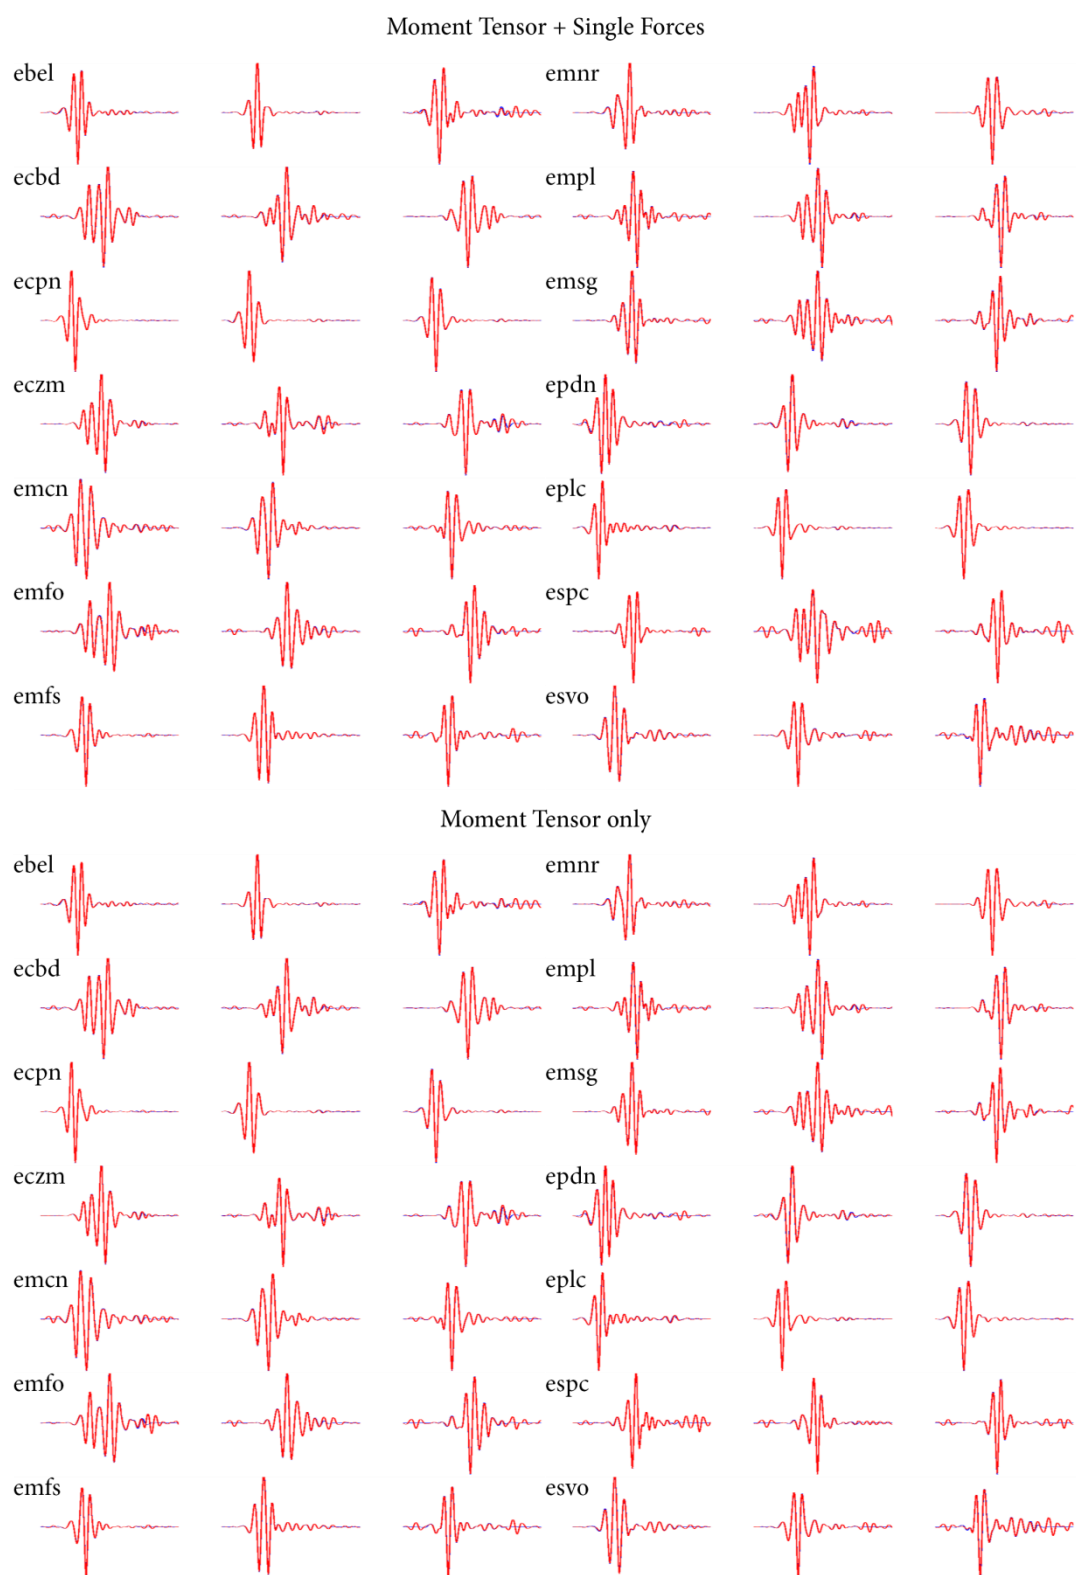 Moment Tensor + Single Forces
ebel emnr
ecbd empl
ecpn emsg
eczm epdn
emcn eplc
emfo espc
emfs esvo
Moment Tensor only
ebel emnr
ecbd empl
ecpn emsg
eczm epdn
emcn eplc
emfo espc
emfs esvo